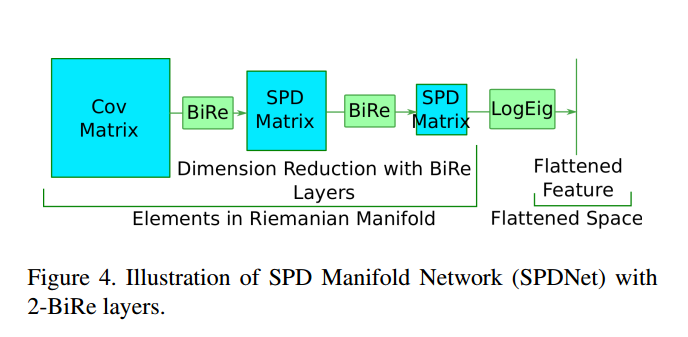 Cov
Matrix
BiRe
SPD
Matrix
BiRe
SPD
Matrix
LogEig
Dimension Reduction with BiRe
Layers
Flattened
Feature
Elements in Riemanian Manifold
Flattened Space
Figure 4. Illustration of SPD Manifold Network (SPDNet) with
2-BiRe layers.